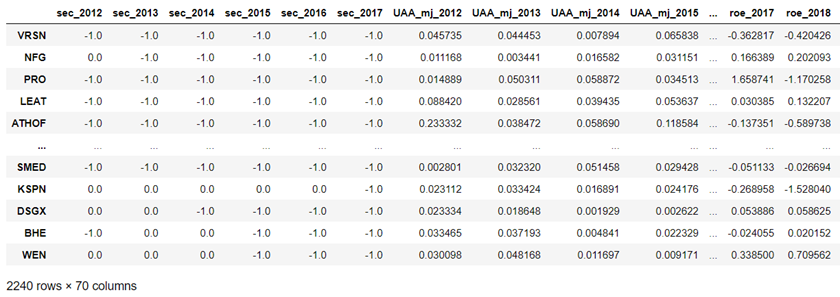 sec_2012 sec_2013 sec_2014 sec_2015 sec_2016 sec_2017 UAA_mj_2012 UAA_mj_2013 UAA_mj_2014 UAA_mj_2015 ... roe_2017 roe_2018
VRSN -1.0 -1.0 -1.0 -1.0 -1.0 -1.0 0.045735 0.044453 0.007894 0.065838 ... -0.362817 -0.420426
NFG 0.0 -1.0 -1.0 -1.0 -1.0 -1.0 0.011168 0.003441 0.016582 0.031151 ... 0.166389 0.202093
PRO -1.0 -1.0 -1.0 -1.0 -1.0 -1.0 0.014889 0.050311 0.058872 0.034513 ... 1.658741 -1.170258
LEAT -1.0 -1.0 -1.0 -1.0 -1.0 -1.0 0.088420 0.028561 0.039435 0.053637 ... 0.030385 0.132207
ATHOF -1.0 -1.0 -1.0 -1.0 -1.0 -1.0 0.233332 0.038472 0.058690 0.118584 ... -0.137351 -0.589738
... ... ... ... ... ... ... ... ... ... ... ... ... ...
SMED -1.0 -1.0 -1.0 -1.0 -1.0 -1.0 0.002801 0.032320 0.051458 0.029428 ... -0.051133 -0.026694
KSPN 0.0 0.0 0.0 0.0 0.0 -1.0 0.023112 0.033424 0.016891 0.024176 ... -0.268958 -1.528040
DSGX 0.0 0.0 -1.0 -1.0 -1.0 -1.0 0.023334 0.018648 0.001929 0.002622 ... 0.053886 0.058625
BHE -1.0 0.0 0.0 -1.0 -1.0 -1.0 0.033465 0.037193 0.004841 0.022329 ... -0.024055 0.020152
WEN 0.0 0.0 0.0 -1.0 -1.0 -1.0 0.030098 0.048168 0.011697 0.009171 ... 0.338500 0.709562
2240 rows × 70 columns